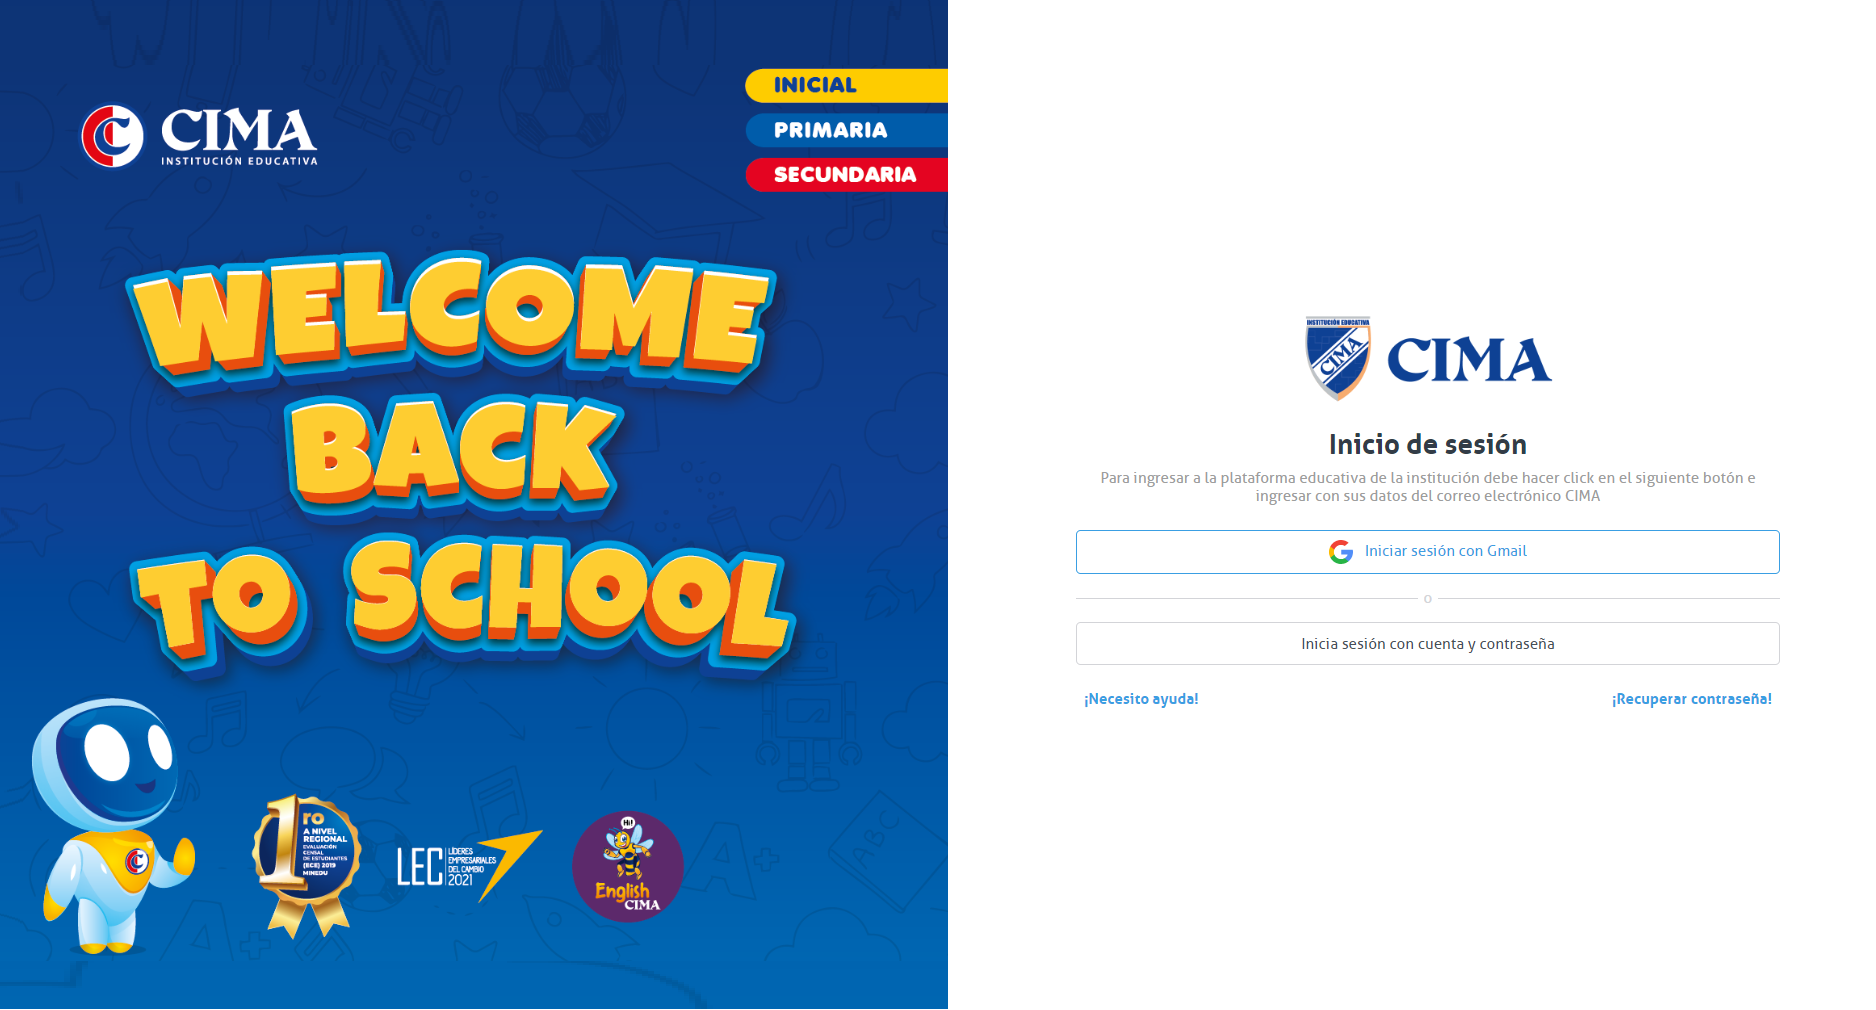 CIMA
INSTITUCIÓN EDUCATIVA
INICIAL
PRIMARIA
SECUNDARIA
WELCOME
BACK
TO SCHOOL
1ro
A NIVEL
REGIONAL
EVALUACIÓN
CENSAL
DE ESTUDIANTES
(ECE) 2019
MINEDU
LEC
LÍDERES
EMPRESARIALES
DEL CAMBIO
2021
Hi!
English
CIMA
ABC
INSTITUCIÓN EDUCATIVA
CIMA
CIMA
Inicio de sesión
Para ingresar a la plataforma educativa de la institución debe hacer click en el siguiente botón e
ingresar con sus datos del correo electrónico CIMA
Iniciar sesión con Gmail
o
Inicia sesión con cuenta y contraseña
¡Necesito ayuda!
¡Recuperar contraseña!